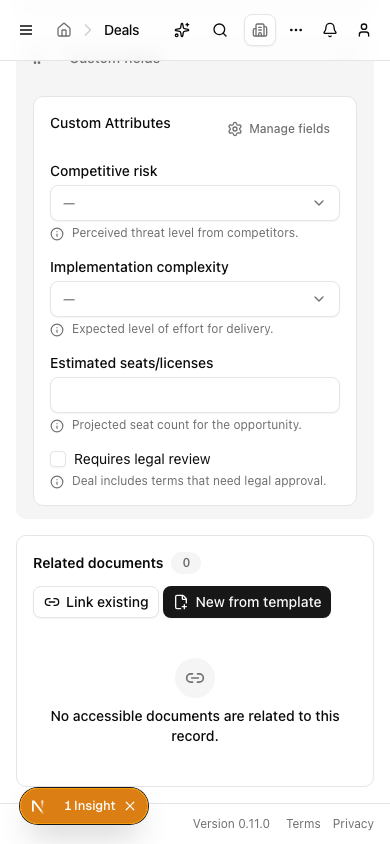 Deals
Custom fields
Custom Attributes
Manage fields
Competitive risk
—
Perceived threat level from competitors.
Implementation complexity
—
Expected level of effort for delivery.
Estimated seats/licenses
Projected seat count for the opportunity.
Requires legal review
Deal includes terms that need legal approval.
Related documents 0
Link existing
New from template
No accessible documents are related to this
record.
N 1 Insight
Version 0.11.0 Terms Privacy